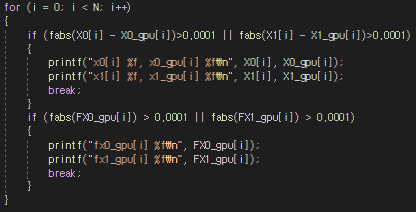 for (i = 0; i < N; i++)
{
if (fabs(X0[i] - X0_gpu[i])>0.0001 || fabs(X1[i] - X1_gpu[i])>0.0001)
{
printf("x0[i] %f, x0_gpu[i] %f₩n", X0[i], X0_gpu[i]);
printf("x1[i] %f, x1_gpu[i] %f₩n", X1[i], X1_gpu[i]);
break;
}
if (fabs(FX0_gpu[i]) > 0.0001 || fabs(FX1_gpu[i]) > 0.0001)
{
printf("fx0_gpu[i] %f₩n", FX0_gpu[i]);
printf("fx1_gpu[i] %f₩n", FX1_gpu[i]);
break;
}
}